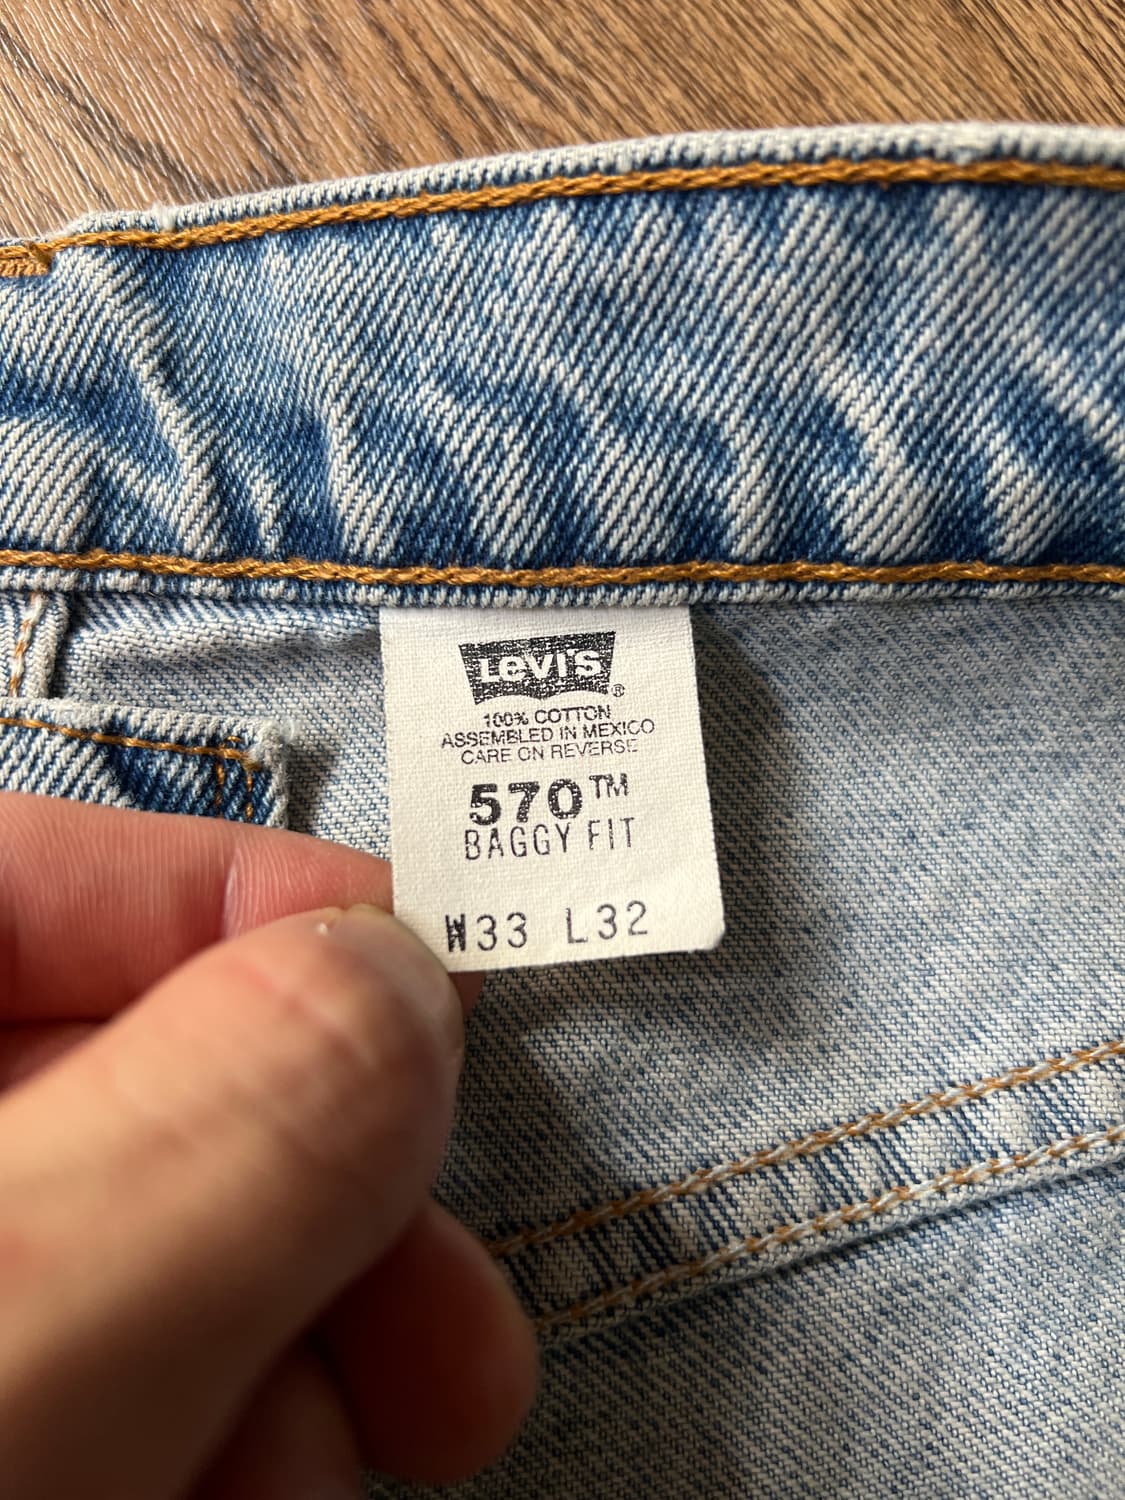 Levi's®
100% COTTON
ASSEMBLED IN MEXICO
CARE ON REVERSE
570™
BAGGY FIT
W33 L32